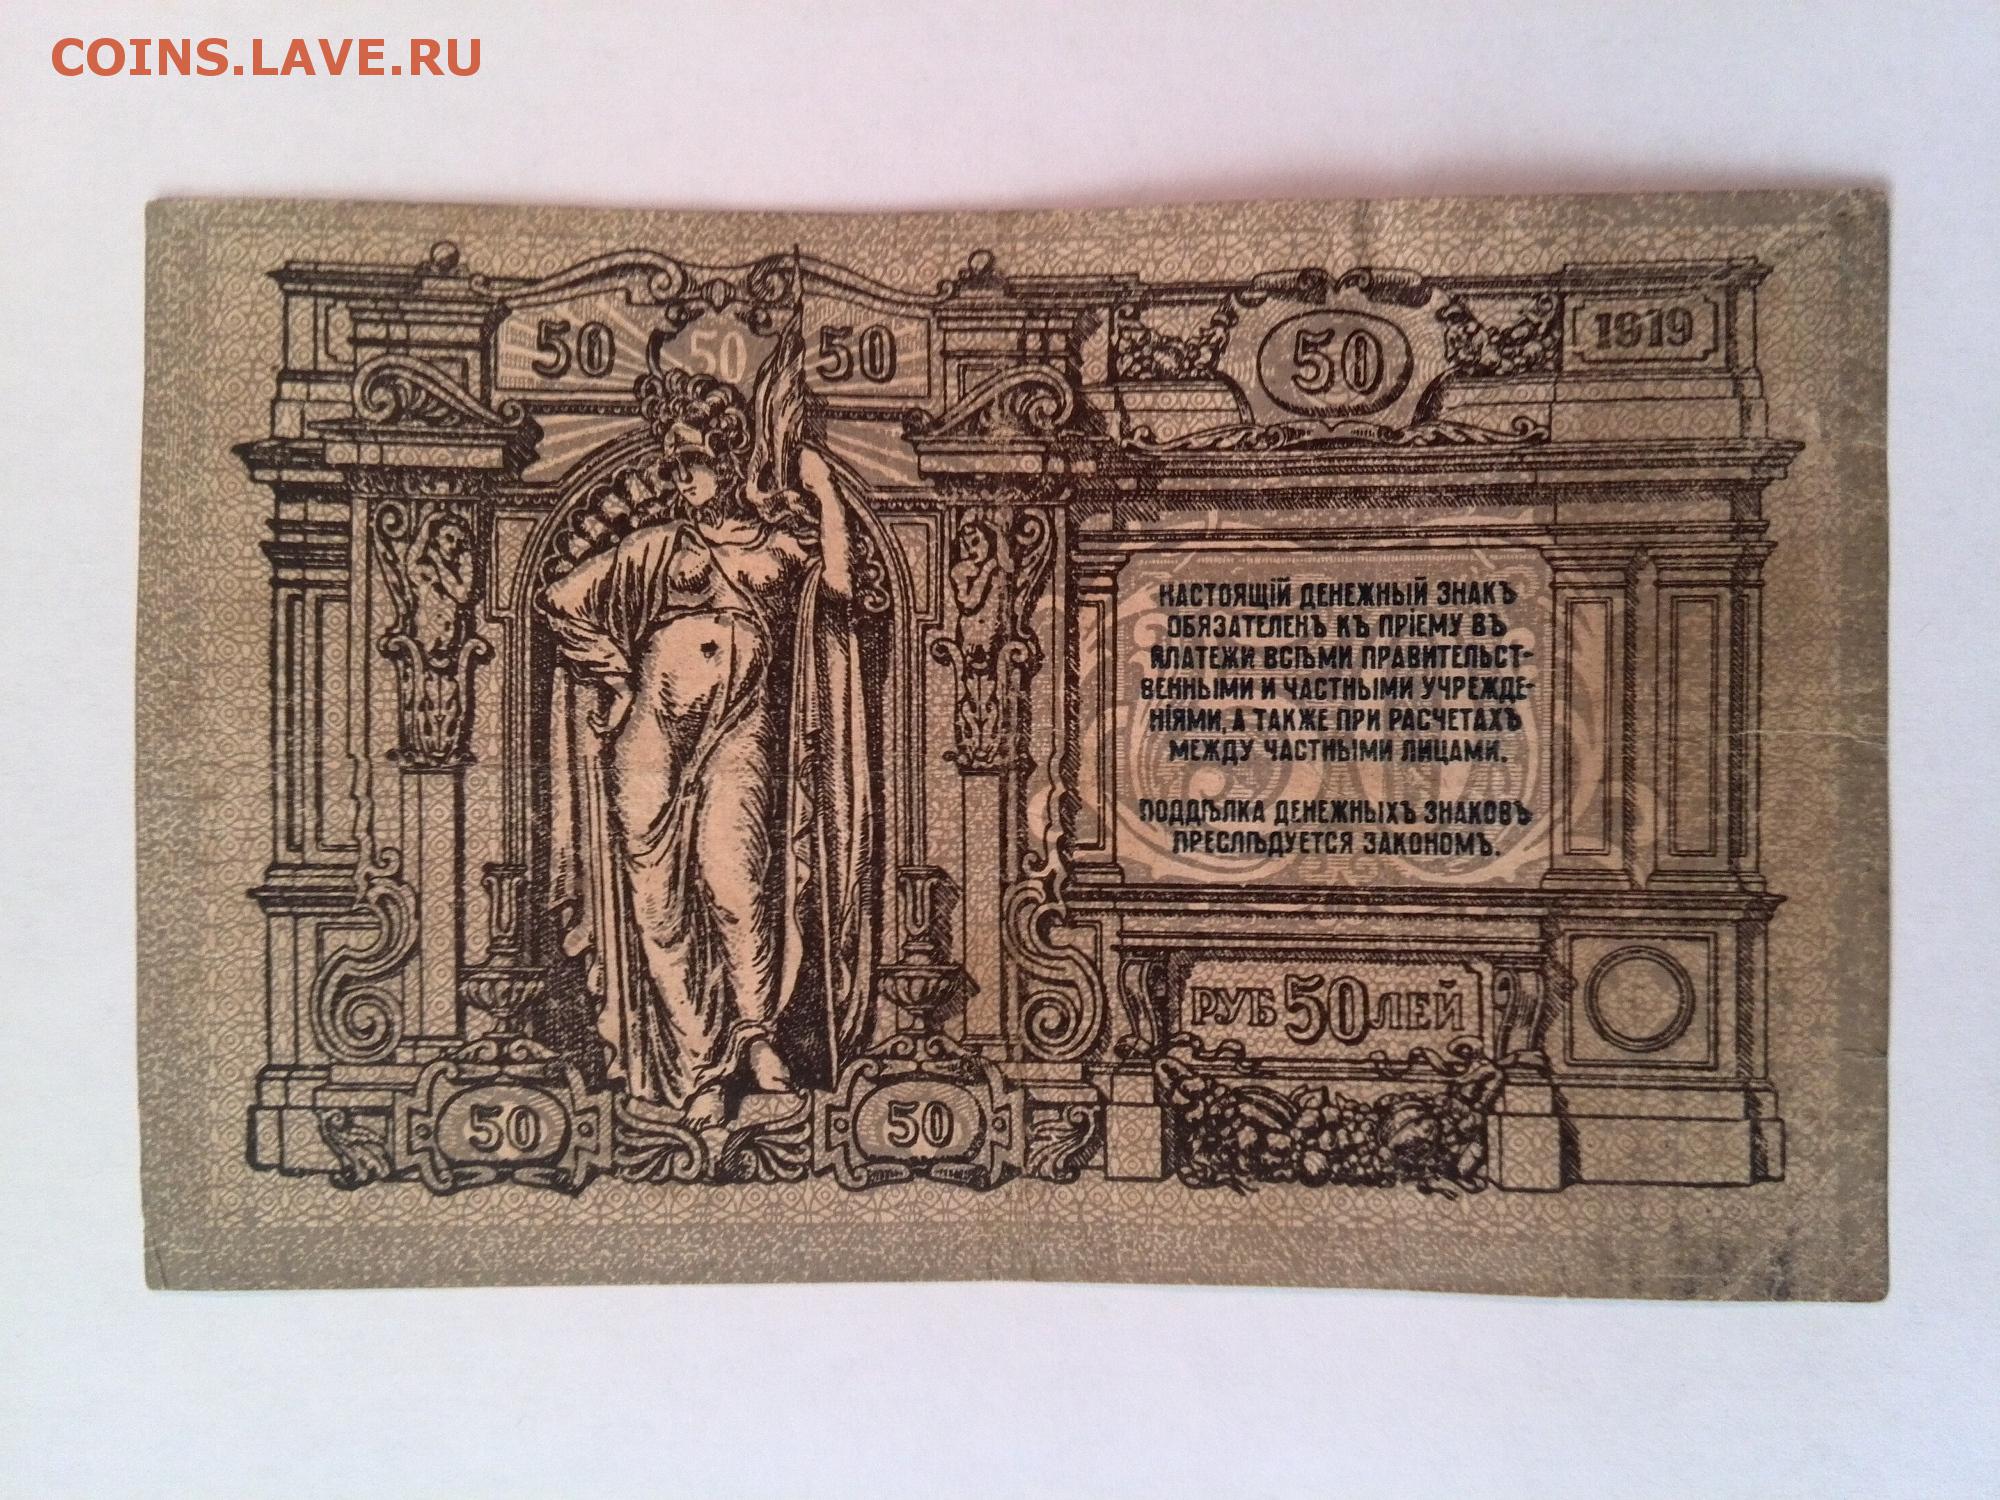 COINS.LAVE.RU
50 50 50
50
1919
НАСТОЯЩІЙ ДЕНЕЖНЫЙ ЗНАКЪ
ОБЯЗАТЕЛЕНЪ КЪ ПРІЕМУ ВЪ
ПЛАТЕЖИ ВСѢМИ ПРАВИТЕЛЬСТ-
ВЕННЫМИ И ЧАСТНЫМИ УЧРЕЖДЕ-
НІЯМИ, А ТАКЖЕ ПРИ РАСЧЕТАХЪ
МЕЖДУ ЧАСТНЫМИ ЛИЦАМИ.
ПОДДѢЛКА ДЕНЕЖНЫХЪ ЗНАКОВЪ
ПРЕСЛѢДУЕТСЯ ЗАКОНОМЪ.
РУБ 50 ЛЕЙ
50
50